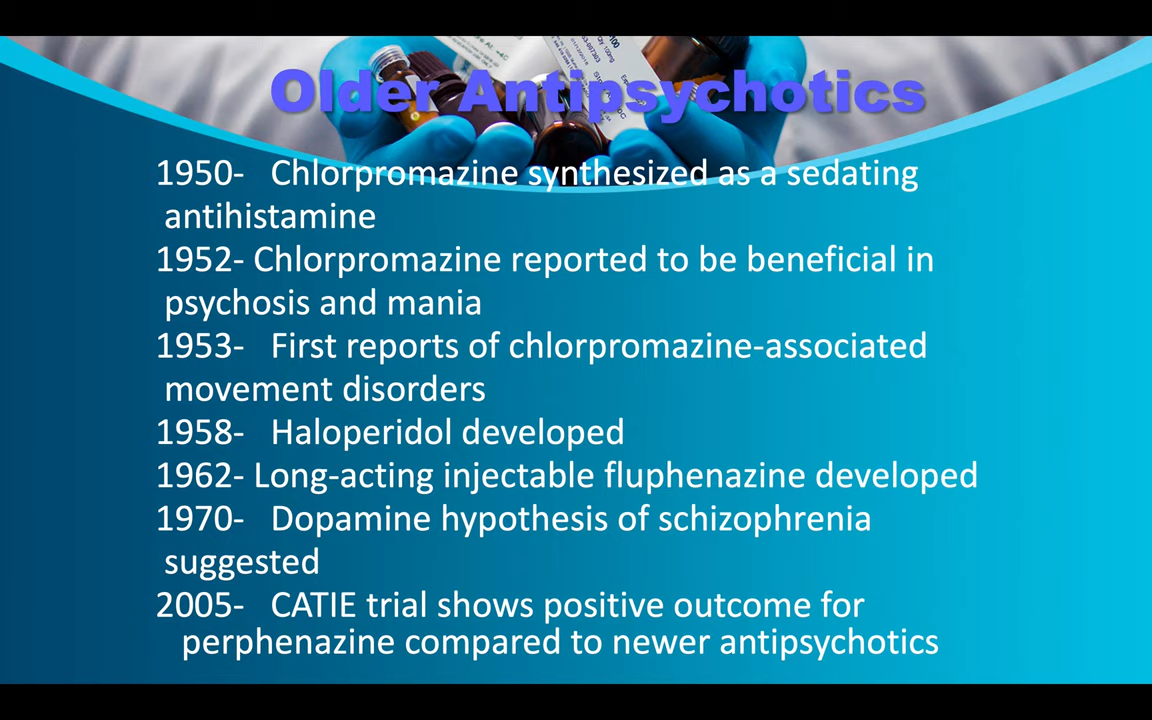 Older Antipsychotics
1950- Chlorpromazine synthesized as a sedating
antihistamine
1952- Chlorpromazine reported to be beneficial in
psychosis and mania
1953- First reports of chlorpromazine-associated
movement disorders
1958- Haloperidol developed
1962- Long-acting injectable fluphenazine developed
1970- Dopamine hypothesis of schizophrenia
suggested
2005- CATIE trial shows positive outcome for
perphenazine compared to newer antipsychotics